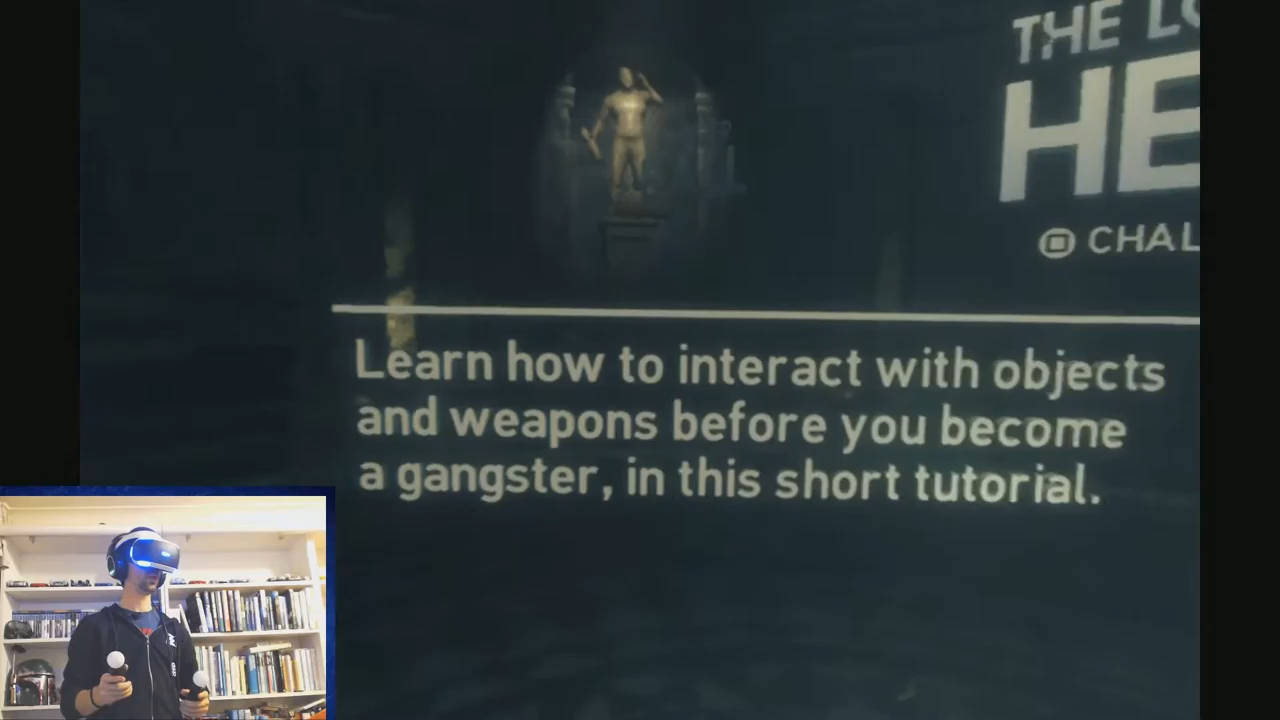 THE LO
HE
CHAL
Learn how to interact with objects
and weapons before you become
a gangster, in this short tutorial.